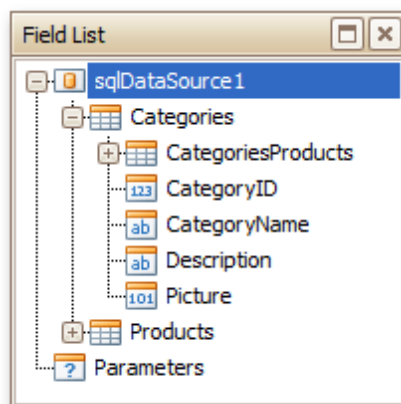 Field List
sqlDataSource1
Categories
CategoriesProducts
123 CategoryID
ab CategoryName
ab Description
101 Picture
Products
? Parameters